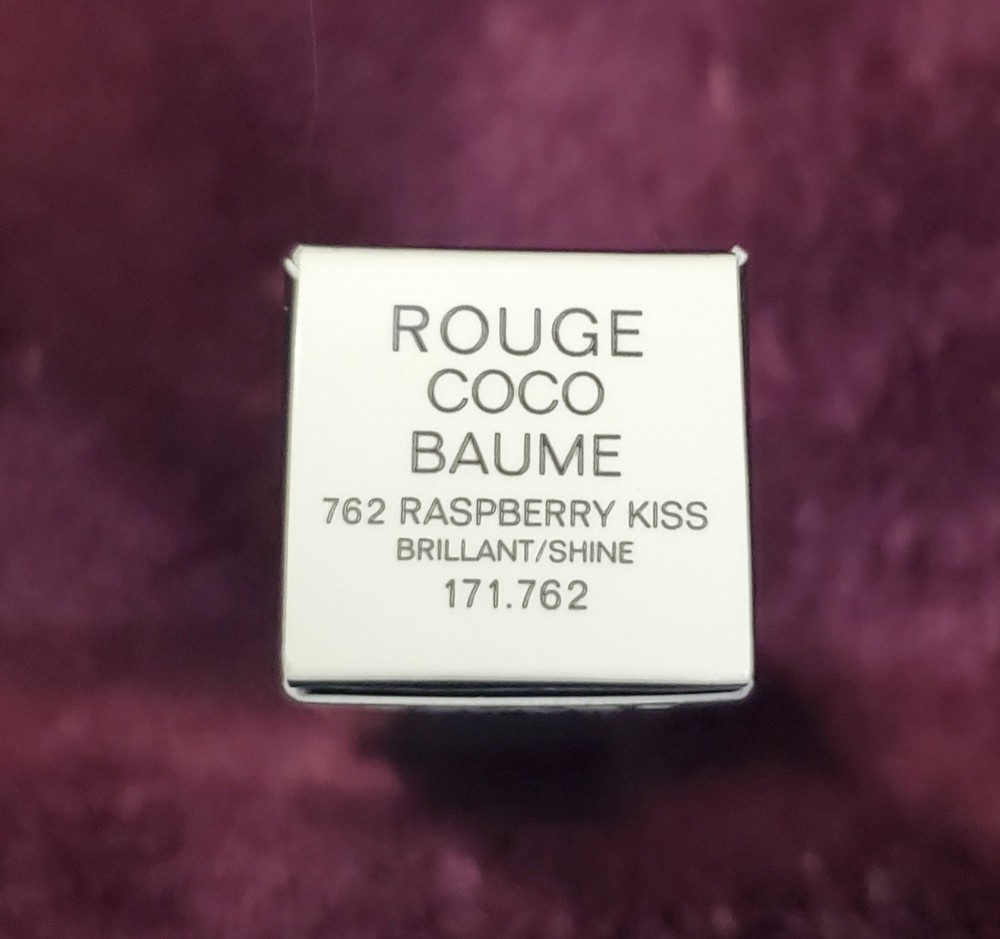 ROUGE
COCO
BAUME
762 RASPBERRY KISS
BRILLANT/SHINE
171.762